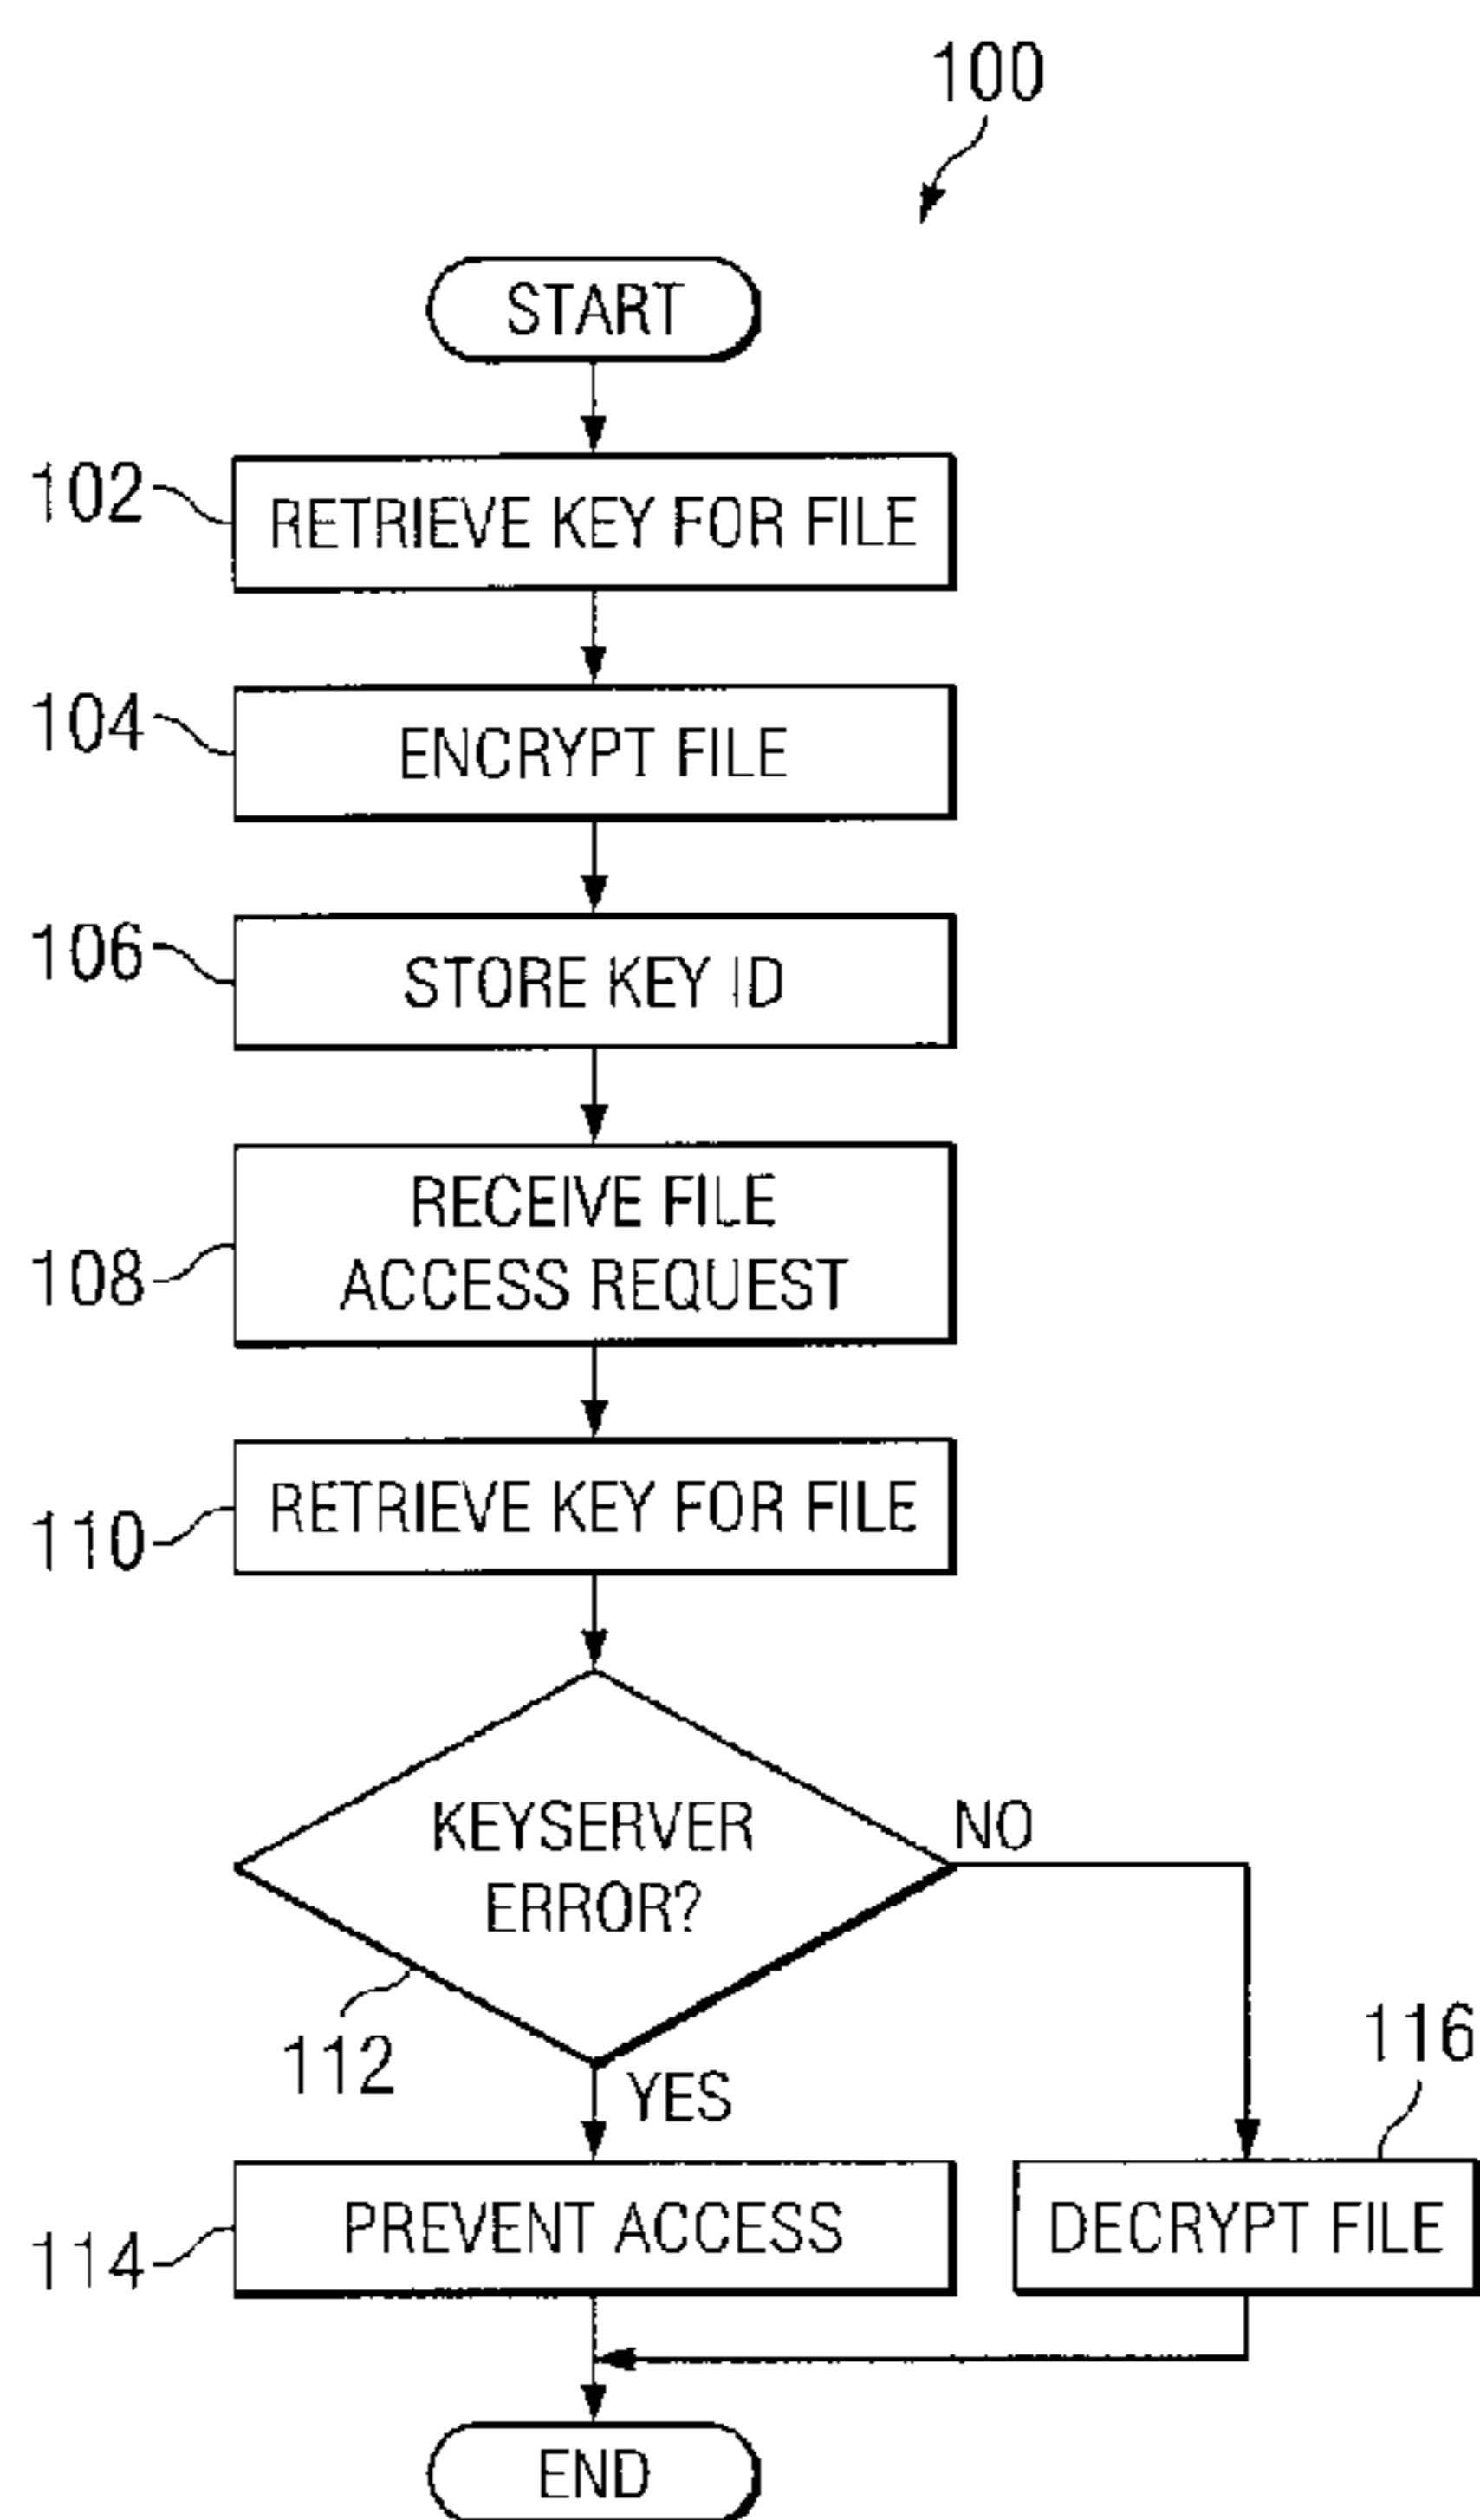 100
START
102
RETRIEVE KEY FOR FILE
104
ENCRYPT FILE
106
STORE KEY ID
RECEIVE FILE
ACCESS REQUEST
108
RETRIEVE KEY FOR FILE
110
KEYSERVER
ERROR?
NO
112
YES
116
PREVENT ACCESS
DECRYPT FILE
114
END